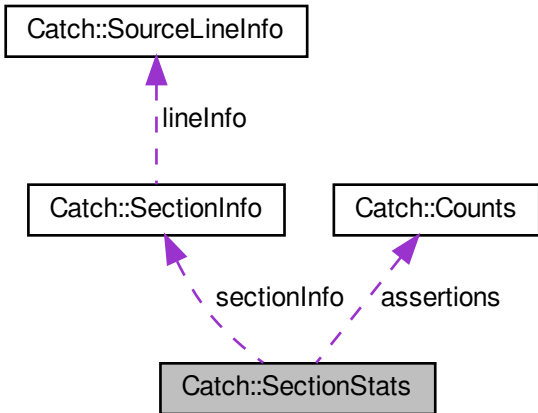 Catch::SourceLineInfo
lineInfo
Catch::SectionInfo
Catch::Counts
sectionInfo
assertions
Catch::SectionStats